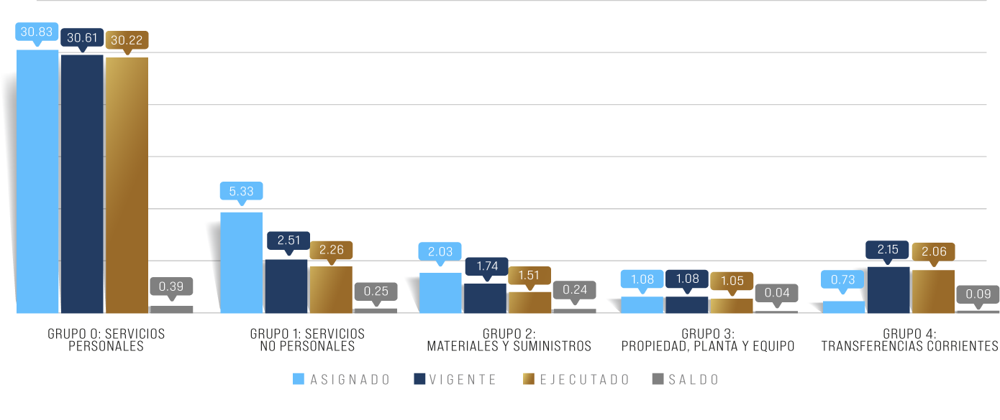 30.83
30.61
30.22
0.39
5.33
2.51
2.26
0.25
2.03
1.74
1.51
0.24
1.08
1.08
1.05
0.04
0.73
2.15
2.06
0.09
GRUPO 0: SERVICIOS
PERSONALES
GRUPO 1: SERVICIOS
NO PERSONALES
GRUPO 2:
MATERIALES Y SUMINISTROS
GRUPO 3:
PROPIEDAD, PLANTA Y EQUIPO
GRUPO 4:
TRANSFERENCIAS CORRIENTES
ASIGNADO
VIGENTE
EJECUTADO
SALDO